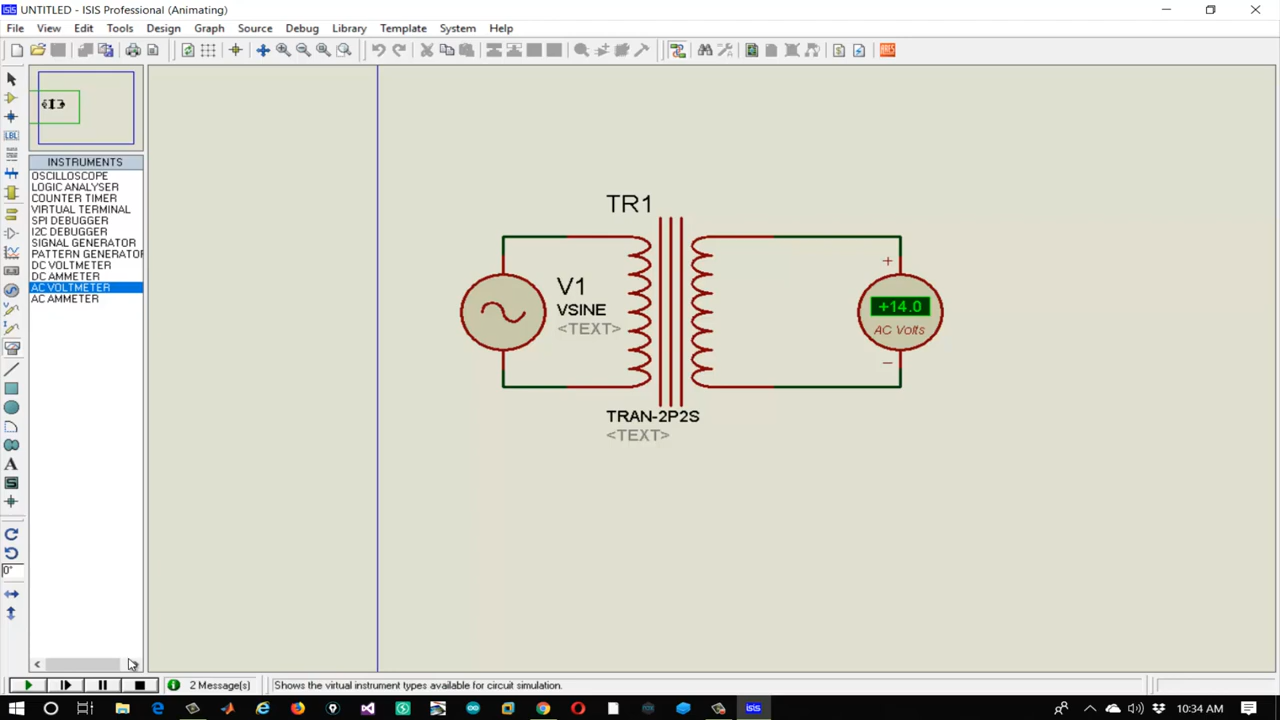 UNTITLED - ISIS Professional (Animating)
File View Edit Tools Design Graph Source Debug Library Template System Help
LBL
INSTRUMENTS
OSCILLOSCOPE
LOGIC ANALYSER
COUNTER TIMER
VIRTUAL TERMINAL
SPI DEBUGGER
I2C DEBUGGER
SIGNAL GENERATOR
PATTERN GENERATOR
DC VOLTMETER
DC AMMETER
AC VOLTMETER
AC AMMETER
A
0°
TR1
V1
VSINE
<TEXT>
TRAN-2P2S
<TEXT>
+
+14.0
AC Volts
−
2 Message(s)
Shows the virtual instrument types available for circuit simulation.
10:34 AM